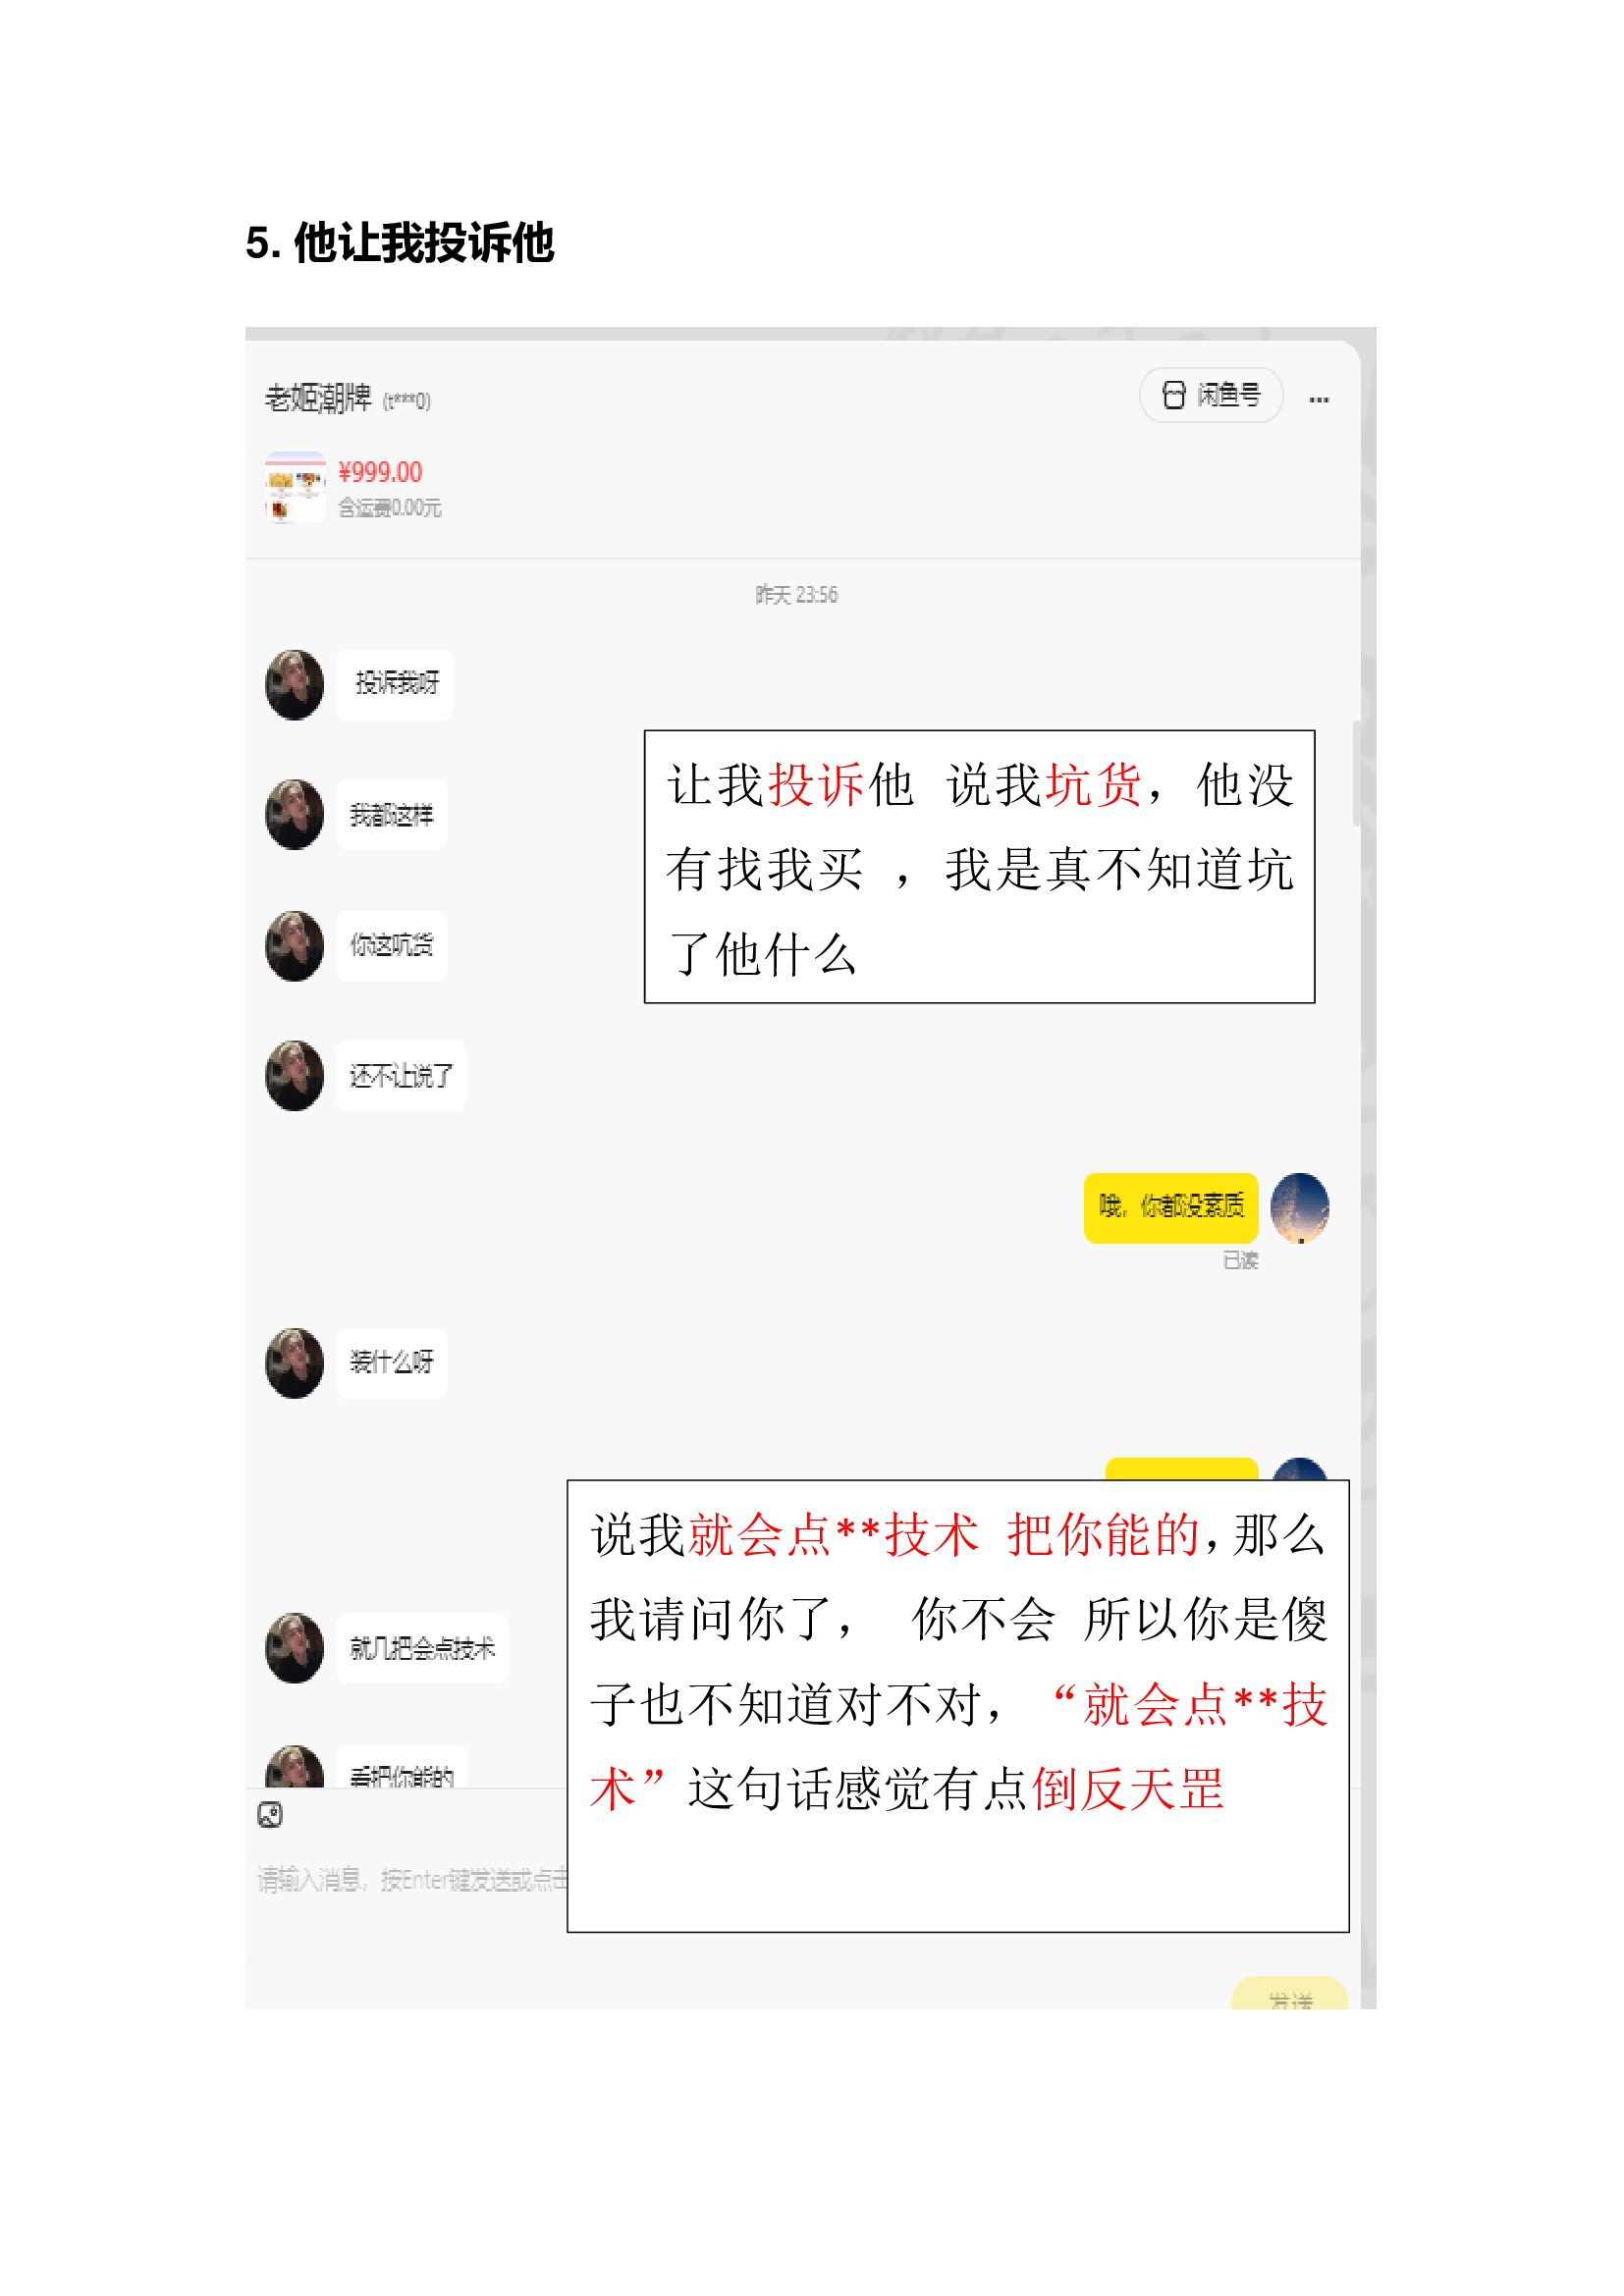 5. 他让我投诉他
老姬潮牌 (t***0)
闲鱼号
...
¥999.00
含运费0.00元
昨天 23:56
投诉我呀
让我投诉他 说我坑货，他没
有找我买 ，我是真不知道坑
了他什么
我都这样
你这吭货
还不让说了
哦，你都没素质
已读
装什么呀
说我就会点**技术 把你能的，那么
我请问你了， 你不会 所以你是傻
子也不知道对不对，“就会点**技
术”这句话感觉有点倒反天罡
就几把会点技术
看把你能的
请输入消息，按Enter键发送或点击
发送